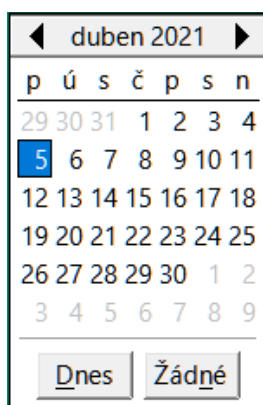 duben 2021
p ú s č p s n
29 30 31 1 2 3 4
5 6 7 8 9 10 11
12 13 14 15 16 17 18
19 20 21 22 23 24 25
26 27 28 29 30 1 2
3 4 5 6 7 8 9
Dnes Žádné